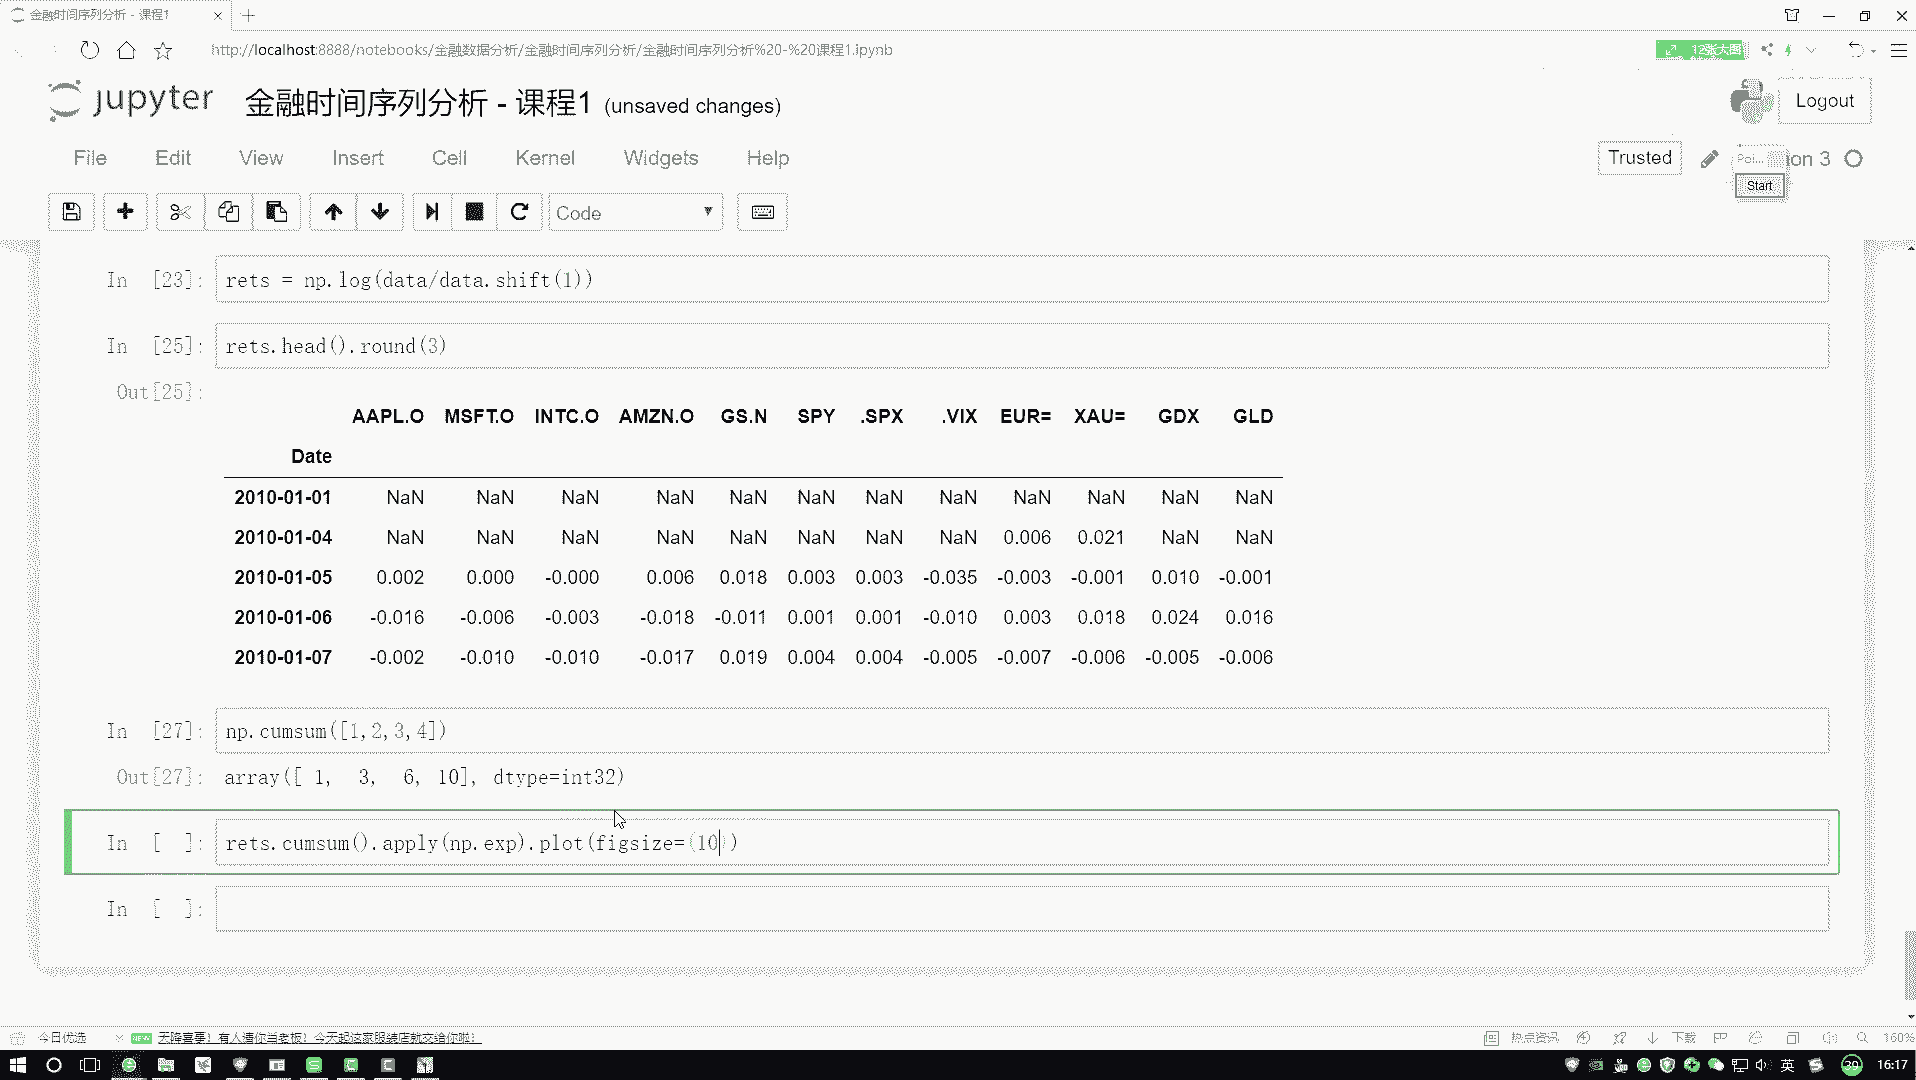 金融时间序列分析 - 课程1
http://localhost:8888/notebooks/金融数据分析/金融时间序列分析/金融时间序列分析%20-%20课程1.ipynb
12张大图
jupyter 金融时间序列分析 - 课程1 (unsaved changes)
Logout
File Edit View Insert Cell Kernel Widgets Help
Trusted
Poi... ion 3
Start
Code
In [23]: rets = np.log(data/data.shift(1))
In [25]: rets.head().round(3)
Out[25]:
AAPL.O MSFT.O INTC.O AMZN.O GS.N SPY .SPX .VIX EUR= XAU= GDX GLD
Date
2010-01-01 NaN NaN NaN NaN NaN NaN NaN NaN NaN NaN NaN NaN
2010-01-04 NaN NaN NaN NaN NaN NaN NaN NaN 0.006 0.021 NaN NaN
2010-01-05 0.002 0.000 -0.000 0.006 0.018 0.003 0.003 -0.035 -0.003 -0.001 0.010 -0.001
2010-01-06 -0.016 -0.006 -0.003 -0.018 -0.011 0.001 0.001 -0.010 0.003 0.018 0.024 0.016
2010-01-07 -0.002 -0.010 -0.010 -0.017 0.019 0.004 0.004 -0.005 -0.007 -0.006 -0.005 -0.006
In [27]: np.cumsum([1,2,3,4])
Out[27]: array([ 1, 3, 6, 10], dtype=int32)
In [ ]: rets.cumsum().apply(np.exp).plot(figsize=(10))
In [ ]:
今日优选 NEW 天降喜事！有人请你当老板！今天起这家服装店就交给你啦！
热点资讯 下载 160%
英 39 16:17